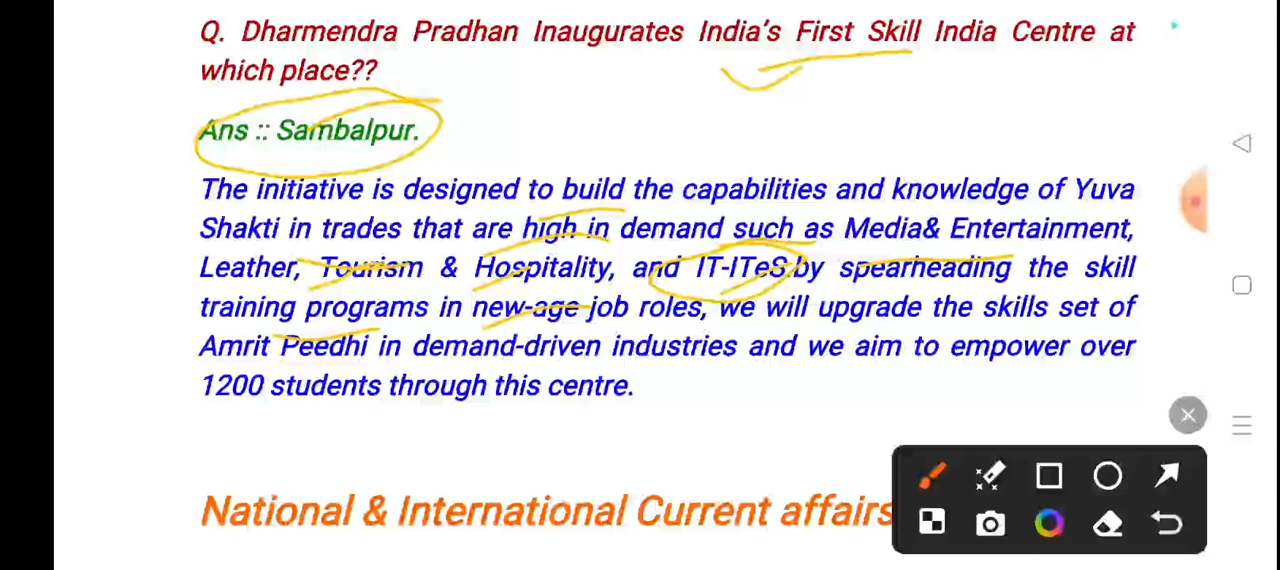 Q. Dharmendra Pradhan Inaugurates India's First Skill India Centre at
which place??
Ans :: Sambalpur.
The initiative is designed to build the capabilities and knowledge of Yuva
Shakti in trades that are high in demand such as Media& Entertainment,
Leather, Tourism & Hospitality, and IT-ITeS.by spearheading the skill
training programs in new-age job roles, we will upgrade the skills set of
Amrit Peedhi in demand-driven industries and we aim to empower over
1200 students through this centre.
National & International Current affairs